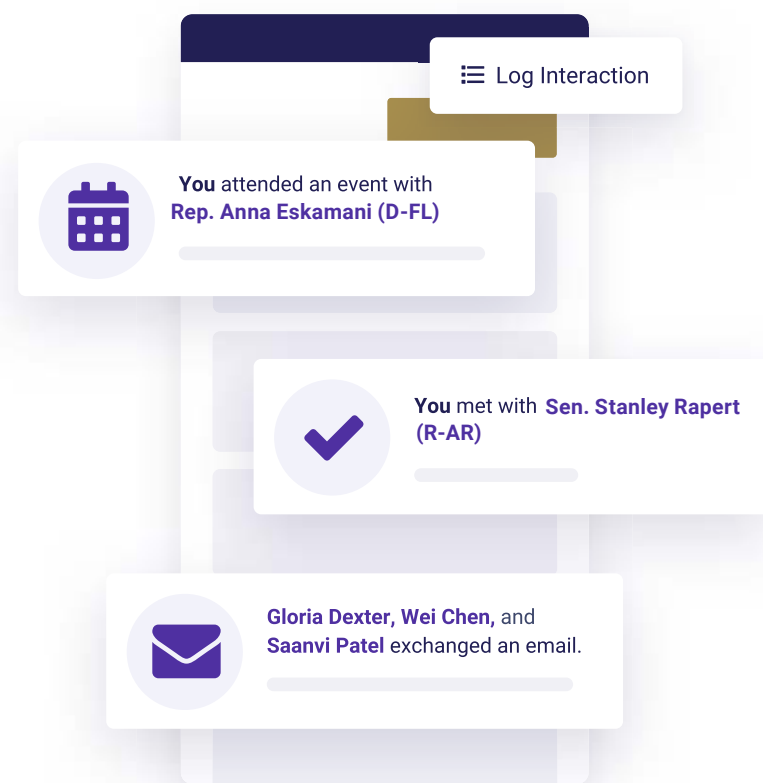 Log Interaction
You attended an event with
Rep. Anna Eskamani (D-FL)
You met with Sen. Stanley Rapert
(R-AR)
Gloria Dexter, Wei Chen, and
Saanvi Patel exchanged an email.